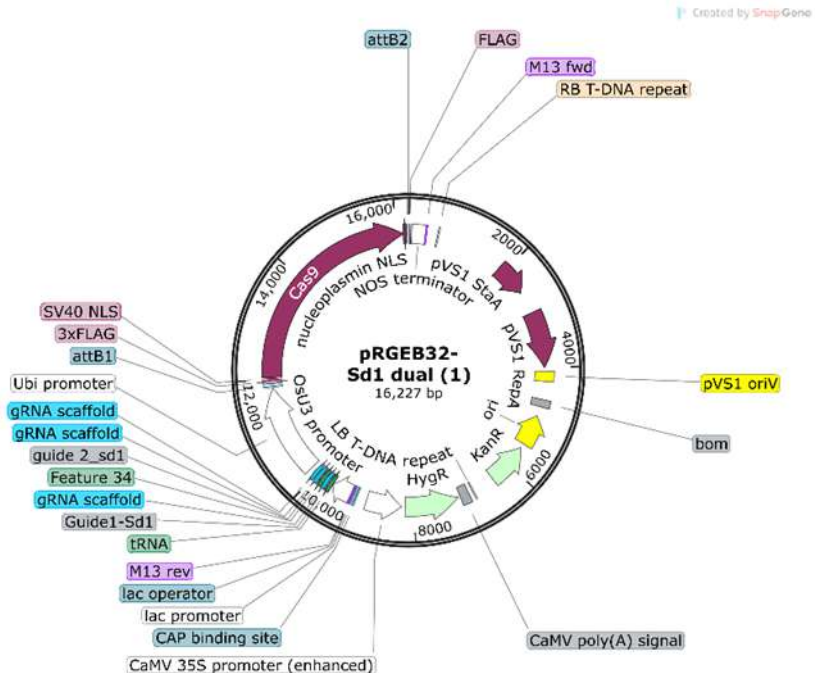 Created by SnapGene
attB2
FLAG
M13 fwd
RB T-DNA repeat
16,000
2000
pVS1 StaA
14,000
Cas9
nucleoplasmin NLS
NOS terminator
SV40 NLS
3xFLAG
attB1
Ubi promoter
gRNA scaffold
gRNA scaffold
guide 2_sd1
Feature 34
gRNA scaffold
Guide1-Sd1
tRNA
M13 rev
lac operator
lac promoter
CAP binding site
CaMV 35S promoter (enhanced)
pRGEB32-
Sd1 dual (1)
16,227 bp
4000
pVS1 RepA
pVS1 oriV
bom
ori
KanR
6000
12,000
OsU3 promoter
LB T-DNA repeat
HygR
10,000
8000
CaMV poly(A) signal